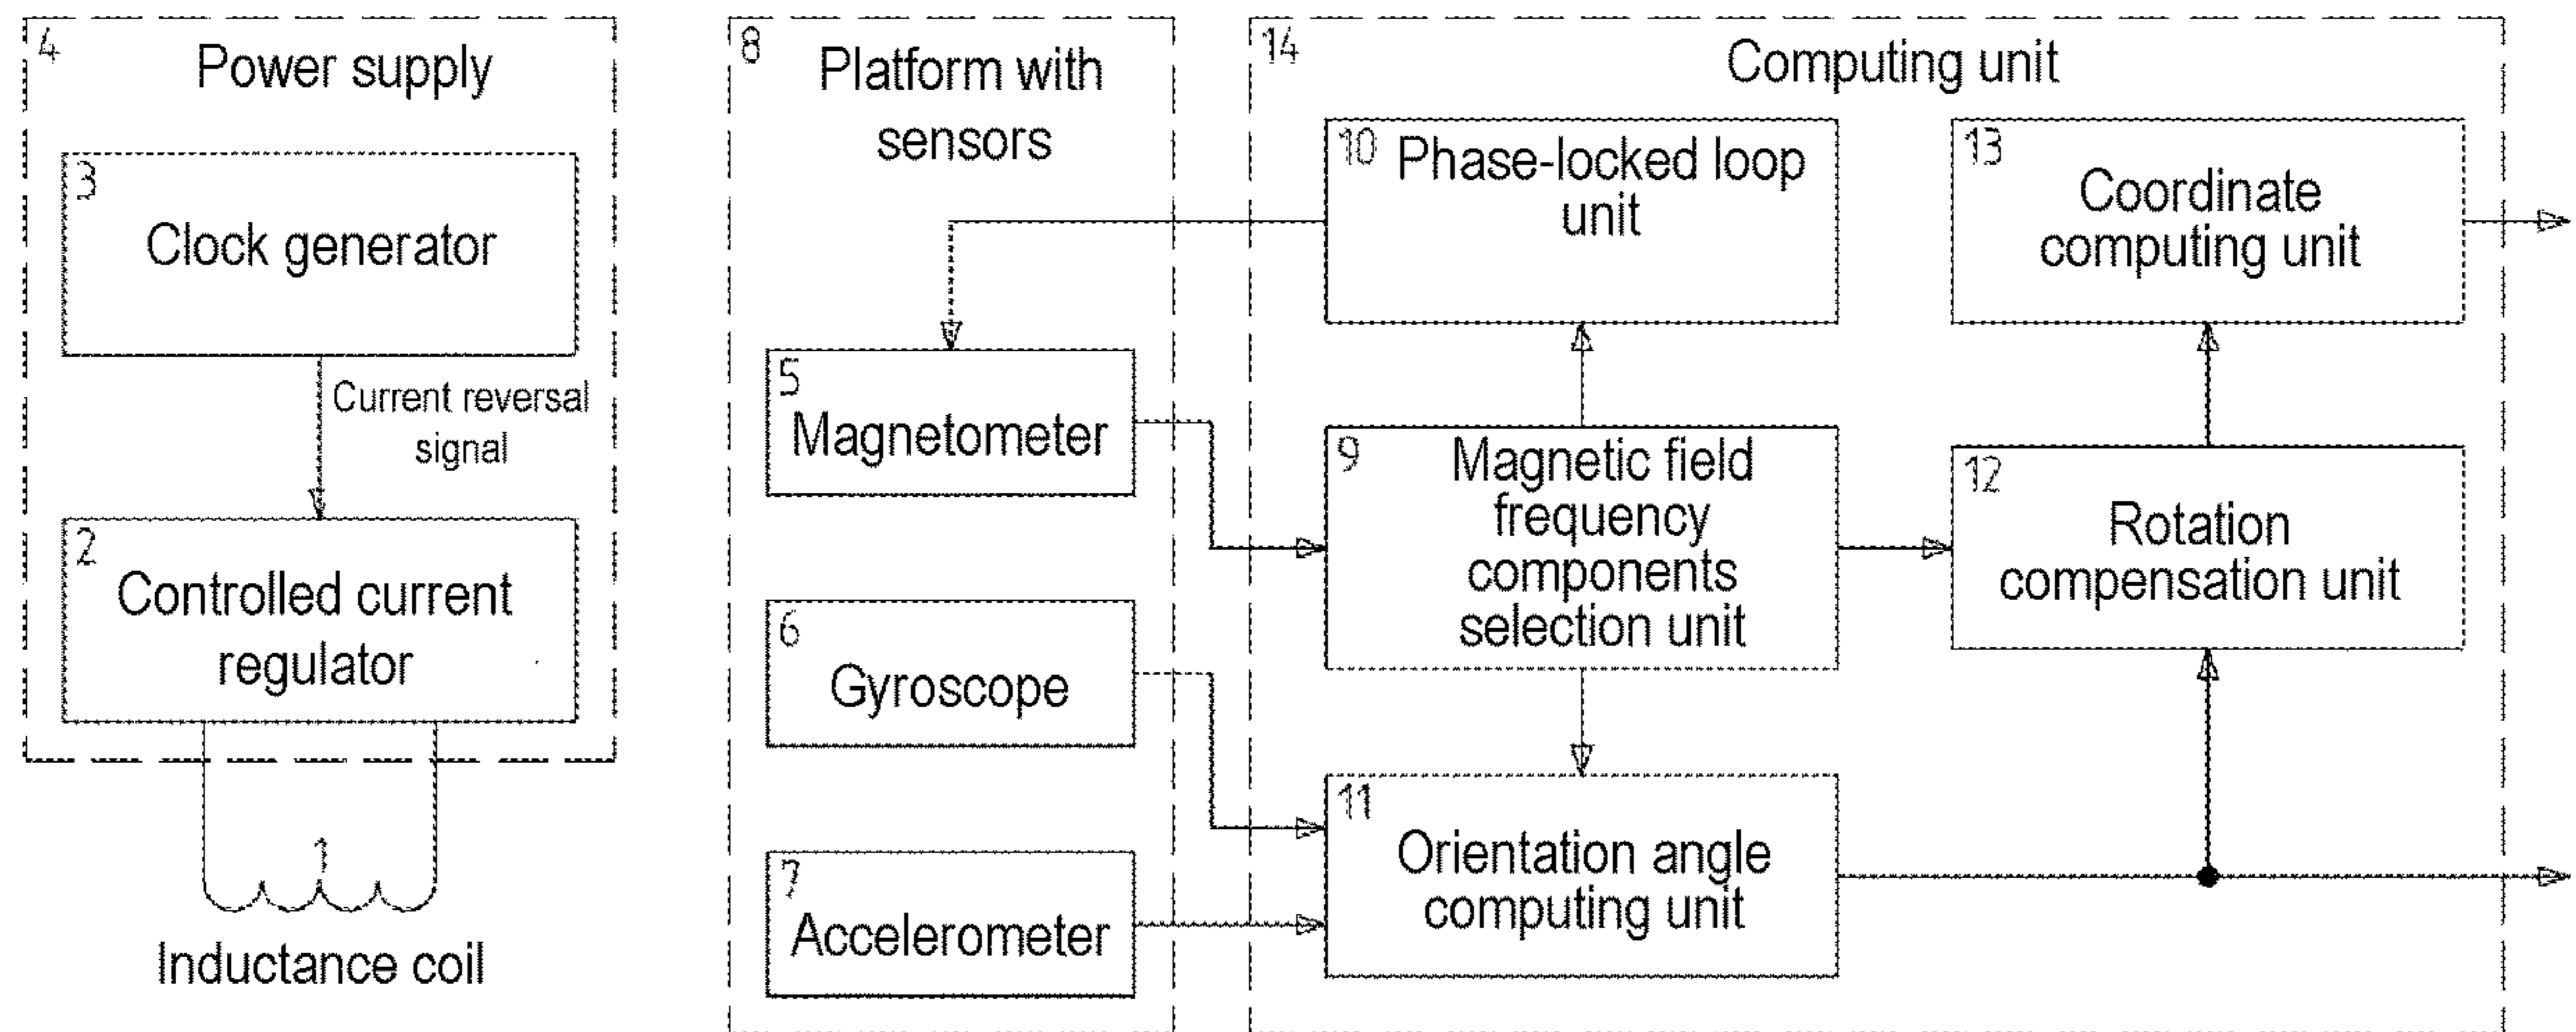 4
Power supply
3
Clock generator
Current reversal
signal
2
Controlled current
regulator
1
Inductance coil
8
Platform with
sensors
5
Magnetometer
6
Gyroscope
7
Accelerometer
14
Computing unit
10
Phase-locked loop
unit
9
Magnetic field
frequency
components
selection unit
11
Orientation angle
computing unit
13
Coordinate
computing unit
12
Rotation
compensation unit